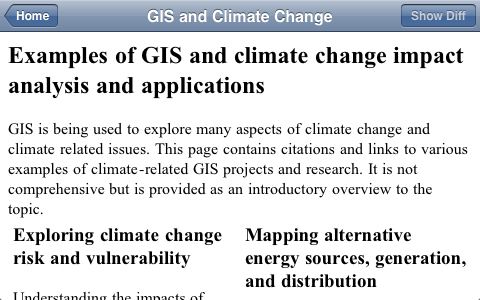 Home
GIS and Climate Change
Show Diff
Examples of GIS and climate change impact
analysis and applications
GIS is being used to explore many aspects of climate change and
climate related issues. This page contains citations and links to various
examples of climate-related GIS projects and research. It is not
comprehensive but is provided as an introductory overview to the
topic.
Exploring climate change
risk and vulnerability
Understanding the impacts of
Mapping alternative
energy sources, generation,
and distribution